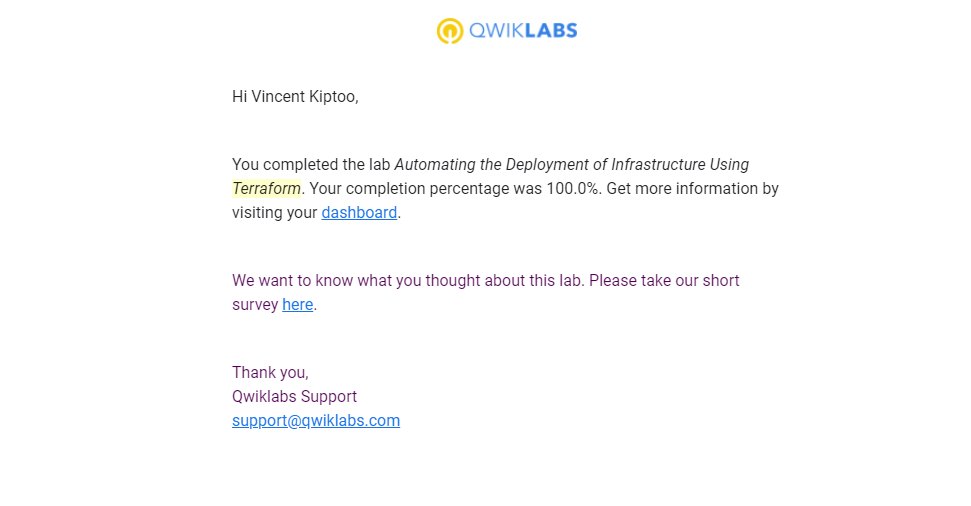 QWIKLABS
Hi Vincent Kiptoo,
You completed the lab Automating the Deployment of Infrastructure Using
Terraform. Your completion percentage was 100.0%. Get more information by
visiting your dashboard.
We want to know what you thought about this lab. Please take our short
survey here.
Thank you,
Qwiklabs Support
support@qwiklabs.com